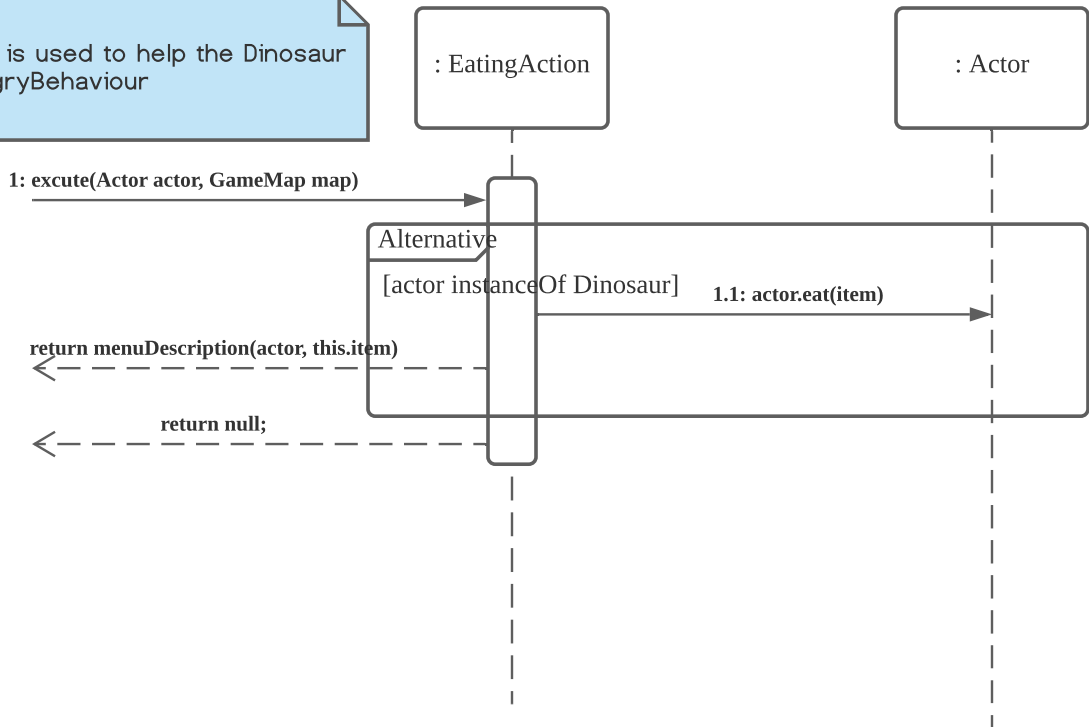 is used to help the Dinosaur
gryBehaviour
: EatingAction
: Actor
1: excute(Actor actor, GameMap map)
Alternative
[actor instanceOf Dinosaur]
1.1: actor.eat(item)
return menuDescription(actor, this.item)
return null;